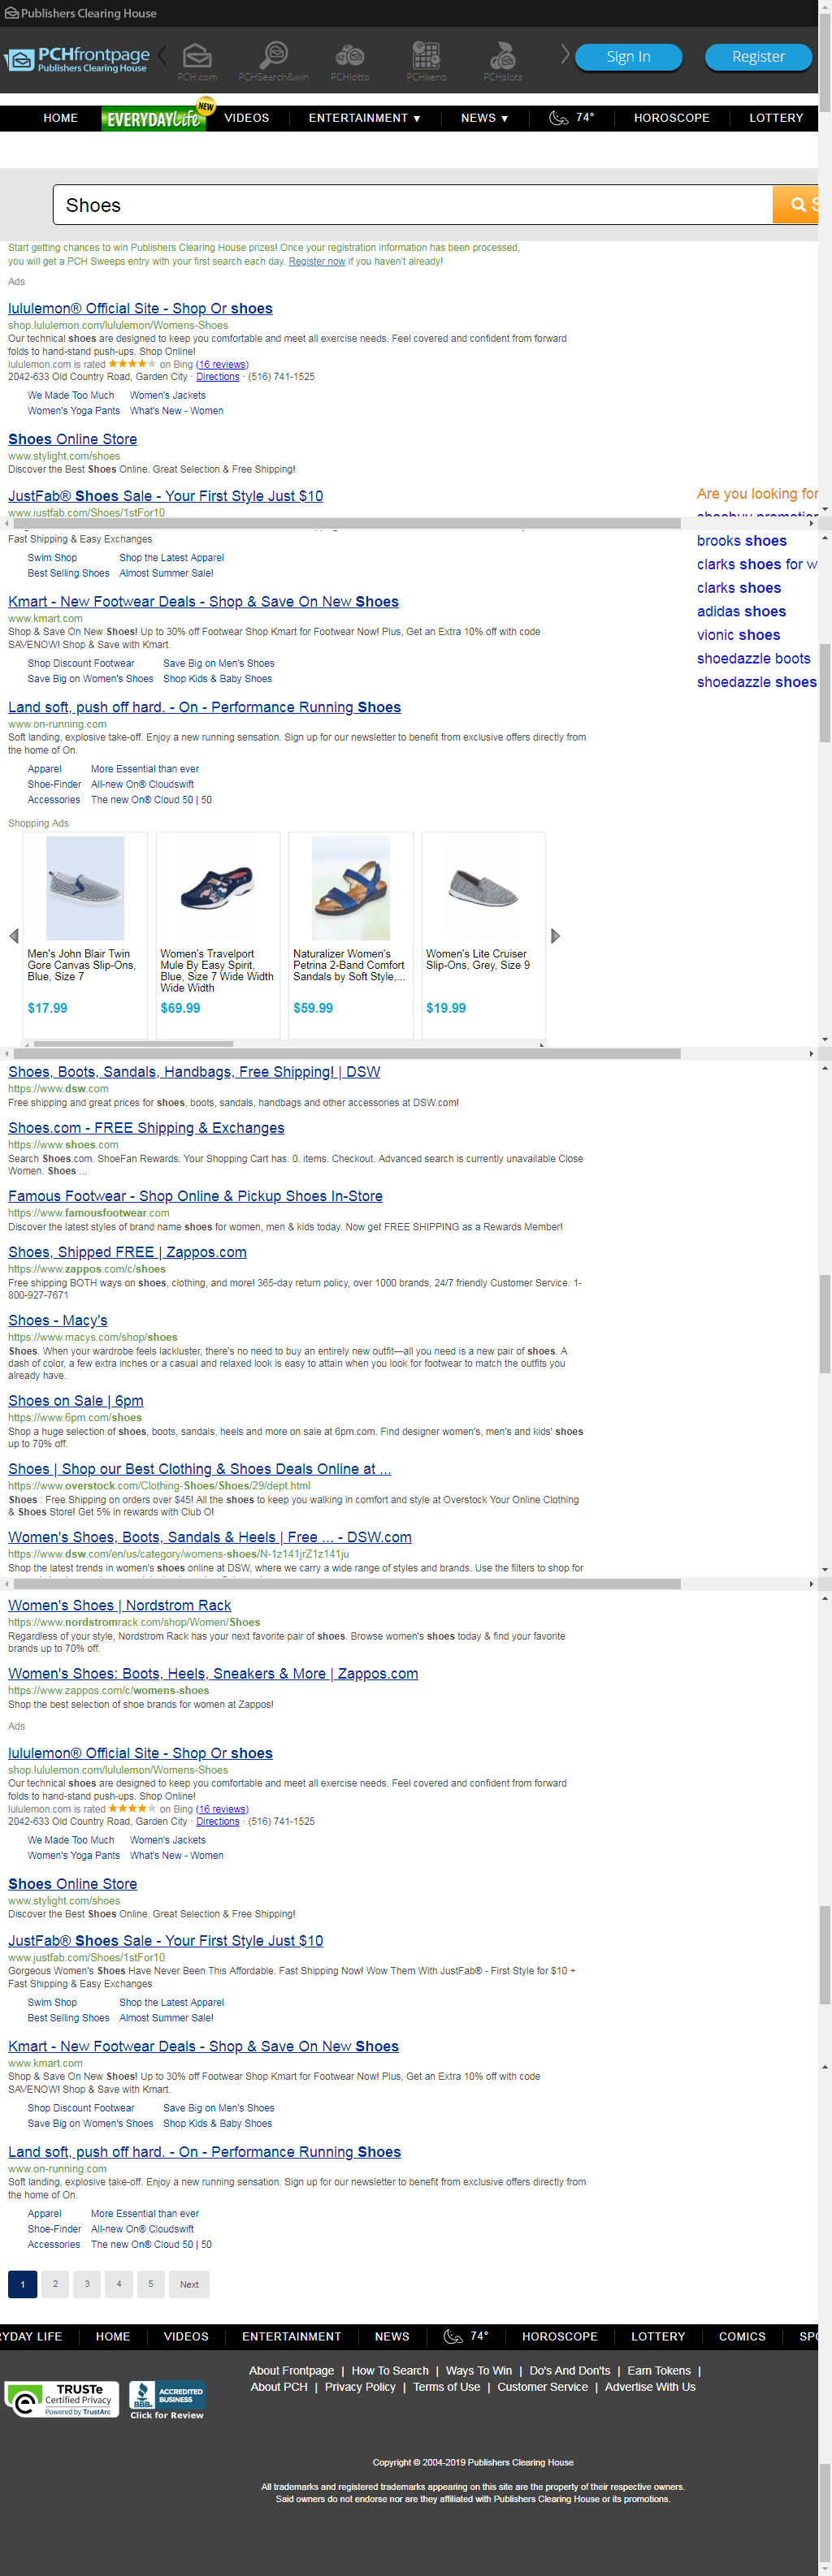 Publishers Clearing House
PCHfrontpage
Publishers Clearing House
PCH.com
PCHSearch&win
PCHlotto
PCHkeno
PCHslots
Sign In
Register
HOME
EVERYDAY Life
NEW
VIDEOS
ENTERTAINMENT ▼
NEWS ▼
74°
HOROSCOPE
LOTTERY
Shoes
Start getting chances to win Publishers Clearing House prizes! Once your registration information has been processed,
you will get a PCH Sweeps entry with your first search each day. Register now if you haven't already!
Ads
lululemon® Official Site - Shop Or shoes
shop.lululemon.com/lululemon/Womens-Shoes
Our technical shoes are designed to keep you comfortable and meet all exercise needs. Feel covered and confident from forward
folds to hand-stand push-ups. Shop Online!
lululemon.com is rated ★★★★★ on Bing (16 reviews)
2042-633 Old Country Road, Garden City · Directions · (516) 741-1525
We Made Too Much Women's Jackets
Women's Yoga Pants What's New - Women
Shoes Online Store
www.stylight.com/shoes
Discover the Best Shoes Online. Great Selection & Free Shipping!
JustFab® Shoes Sale - Your First Style Just $10
www.justfab.com/Shoes/1stFor10
Are you looking for
Fast Shipping & Easy Exchanges
Swim Shop Shop the Latest Apparel
Best Selling Shoes Almost Summer Sale!
brooks shoes
clarks shoes for w
clarks shoes
adidas shoes
vionic shoes
shoedazzle boots
shoedazzle shoes
Kmart - New Footwear Deals - Shop & Save On New Shoes
www.kmart.com
Shop & Save On New Shoes! Up to 30% off Footwear Shop Kmart for Footwear Now! Plus, Get an Extra 10% off with code
SAVENOW! Shop & Save with Kmart.
Shop Discount Footwear Save Big on Men's Shoes
Save Big on Women's Shoes Shop Kids & Baby Shoes
Land soft, push off hard. - On - Performance Running Shoes
www.on-running.com
Soft landing, explosive take-off. Enjoy a new running sensation. Sign up for our newsletter to benefit from exclusive offers directly from
the home of On.
Apparel More Essential than ever
Shoe-Finder All-new On® Cloudswift
Accessories The new On® Cloud 50 | 50
Shopping Ads
Men's John Blair Twin
Gore Canvas Slip-Ons,
Blue, Size 7
$17.99
Women's Travelport
Mule By Easy Spirit,
Blue, Size 7 Wide Width
Wide Width
$69.99
Naturalizer Women's
Petrina 2-Band Comfort
Sandals by Soft Style,...
$59.99
Women's Lite Cruiser
Slip-Ons, Grey, Size 9
$19.99
Shoes, Boots, Sandals, Handbags, Free Shipping! | DSW
https://www.dsw.com
Free shipping and great prices for shoes, boots, sandals, handbags and other accessories at DSW.com!
Shoes.com - FREE Shipping & Exchanges
https://www.shoes.com
Search Shoes.com. ShoeFan Rewards. Your Shopping Cart has. 0. items. Checkout. Advanced search is currently unavailable Close
Women. Shoes ...
Famous Footwear - Shop Online & Pickup Shoes In-Store
https://www.famousfootwear.com
Discover the latest styles of brand name shoes for women, men & kids today. Now get FREE SHIPPING as a Rewards Member!
Shoes, Shipped FREE | Zappos.com
https://www.zappos.com/c/shoes
Free shipping BOTH ways on shoes, clothing, and more! 365-day return policy, over 1000 brands, 24/7 friendly Customer Service. 1-
800-927-7671
Shoes - Macy's
https://www.macys.com/shop/shoes
Shoes. When your wardrobe feels lackluster, there's no need to buy an entirely new outfit—all you need is a new pair of shoes. A
dash of color, a few extra inches or a casual and relaxed look is easy to attain when you look for footwear to match the outfits you
already have.
Shoes on Sale | 6pm
https://www.6pm.com/shoes
Shop a huge selection of shoes, boots, sandals, heels and more on sale at 6pm.com. Find designer women's, men's and kids' shoes
up to 70% off.
Shoes | Shop our Best Clothing & Shoes Deals Online at ...
https://www.overstock.com/Clothing-Shoes/Shoes/29/dept.html
Shoes : Free Shipping on orders over $45! All the shoes to keep you walking in comfort and style at Overstock Your Online Clothing
& Shoes Store! Get 5% in rewards with Club O!
Women's Shoes, Boots, Sandals & Heels | Free ... - DSW.com
https://www.dsw.com/en/us/category/womens-shoes/N-1z141jrZ1z141ju
Shop the latest trends in women's shoes online at DSW, where we carry a wide range of styles and brands. Use the filters to shop for
Women's Shoes | Nordstrom Rack
https://www.nordstromrack.com/shop/Women/Shoes
Regardless of your style, Nordstrom Rack has your next favorite pair of shoes. Browse women's shoes today & find your favorite
brands up to 70% off.
Women's Shoes: Boots, Heels, Sneakers & More | Zappos.com
https://www.zappos.com/c/womens-shoes
Shop the best selection of shoe brands for women at Zappos!
Ads
lululemon® Official Site - Shop Or shoes
shop.lululemon.com/lululemon/Womens-Shoes
Our technical shoes are designed to keep you comfortable and meet all exercise needs. Feel covered and confident from forward
folds to hand-stand push-ups. Shop Online!
lululemon.com is rated ★★★★★ on Bing (16 reviews)
2042-633 Old Country Road, Garden City · Directions · (516) 741-1525
We Made Too Much Women's Jackets
Women's Yoga Pants What's New - Women
Shoes Online Store
www.stylight.com/shoes
Discover the Best Shoes Online. Great Selection & Free Shipping!
JustFab® Shoes Sale - Your First Style Just $10
www.justfab.com/Shoes/1stFor10
Gorgeous Women's Shoes Have Never Been This Affordable. Fast Shipping Now! Wow Them With JustFab® - First Style for $10 +
Fast Shipping & Easy Exchanges
Swim Shop Shop the Latest Apparel
Best Selling Shoes Almost Summer Sale!
Kmart - New Footwear Deals - Shop & Save On New Shoes
www.kmart.com
Shop & Save On New Shoes! Up to 30% off Footwear Shop Kmart for Footwear Now! Plus, Get an Extra 10% off with code
SAVENOW! Shop & Save with Kmart.
Shop Discount Footwear Save Big on Men's Shoes
Save Big on Women's Shoes Shop Kids & Baby Shoes
Land soft, push off hard. - On - Performance Running Shoes
www.on-running.com
Soft landing, explosive take-off. Enjoy a new running sensation. Sign up for our newsletter to benefit from exclusive offers directly from
the home of On.
Apparel More Essential than ever
Shoe-Finder All-new On® Cloudswift
Accessories The new On® Cloud 50 | 50
1 2 3 4 5 Next
RYDAY LIFE HOME VIDEOS ENTERTAINMENT NEWS 74° HOROSCOPE LOTTERY COMICS SPO
About Frontpage | How To Search | Ways To Win | Do's And Don'ts | Earn Tokens |
About PCH | Privacy Policy | Terms of Use | Customer Service | Advertise With Us
TRUSTe
Certified Privacy
Powered by TrustArc
BBB
ACCREDITED
BUSINESS
Click for Review
Copyright © 2004-2019 Publishers Clearing House
All trademarks and registered trademarks appearing on this site are the property of their respective owners.
Said owners do not endorse nor are they affiliated with Publishers Clearing House or its promotions.